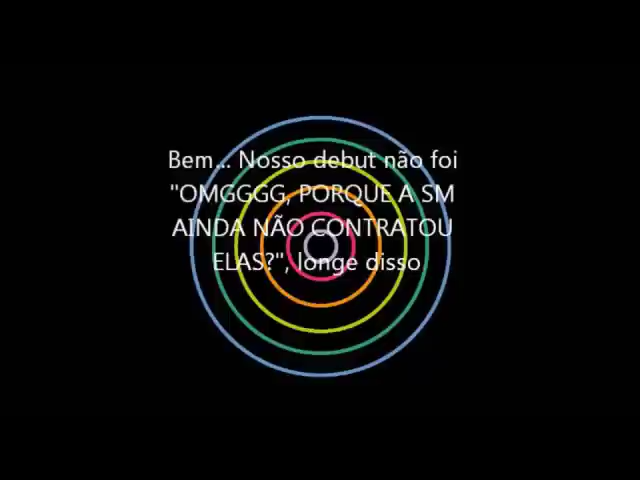 Bem... Nosso debut não foi
"OMGGGG, PORQUE A SM
AINDA NÃO CONTRATOU
ELAS?", longe disso